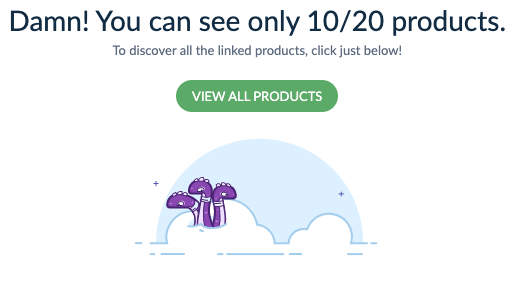 Damn! You can see only 10/20 products.
To discover all the linked products, click just below!
VIEW ALL PRODUCTS